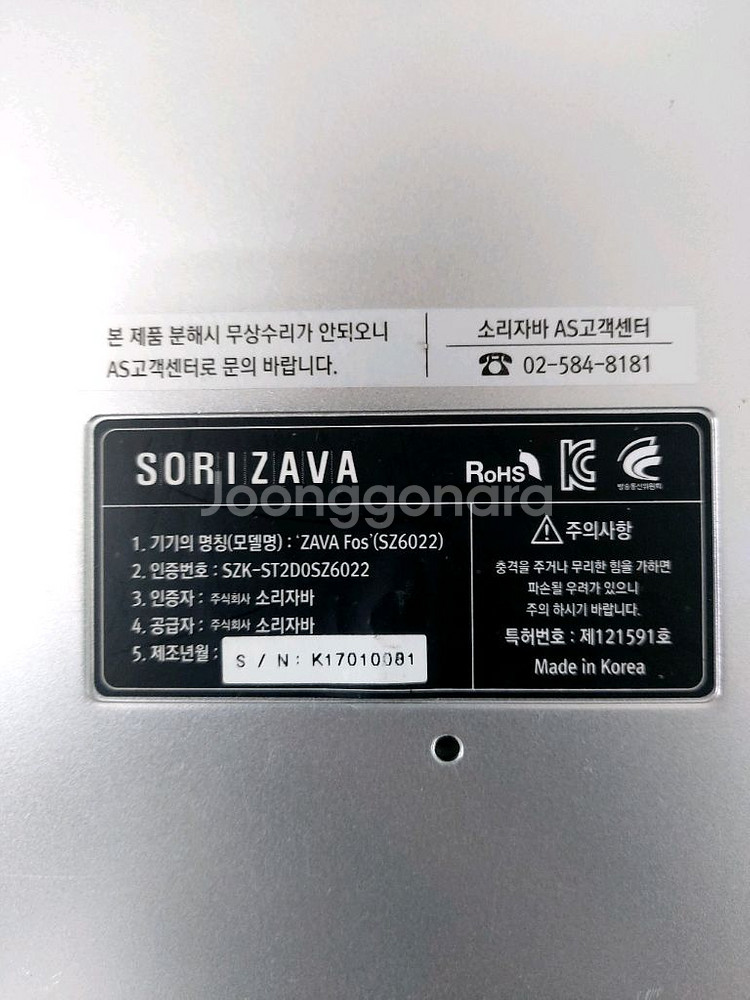 본 제품 분해시 무상수리가 안되오니
AS고객센터로 문의 바랍니다.
소리자바 AS고객센터
☎ 02-584-8181
SORIZAVA
RoHS
방송통신위원회
Joonggonara
1. 기기의 명칭(모델명) : 'ZAVA Fos'(SZ6022)
2. 인증번호 : SZK-ST2D0SZ6022
3. 인증자 : 주식회사 소리자바
4. 공급자 : 주식회사 소리자바
5. 제조년월 :
S / N: K17010081
주의사항
충격을 주거나 무리한 힘을 가하면
파손될 우려가 있으니
주의 하시기 바랍니다.
특허번호 : 제121591호
Made in Korea